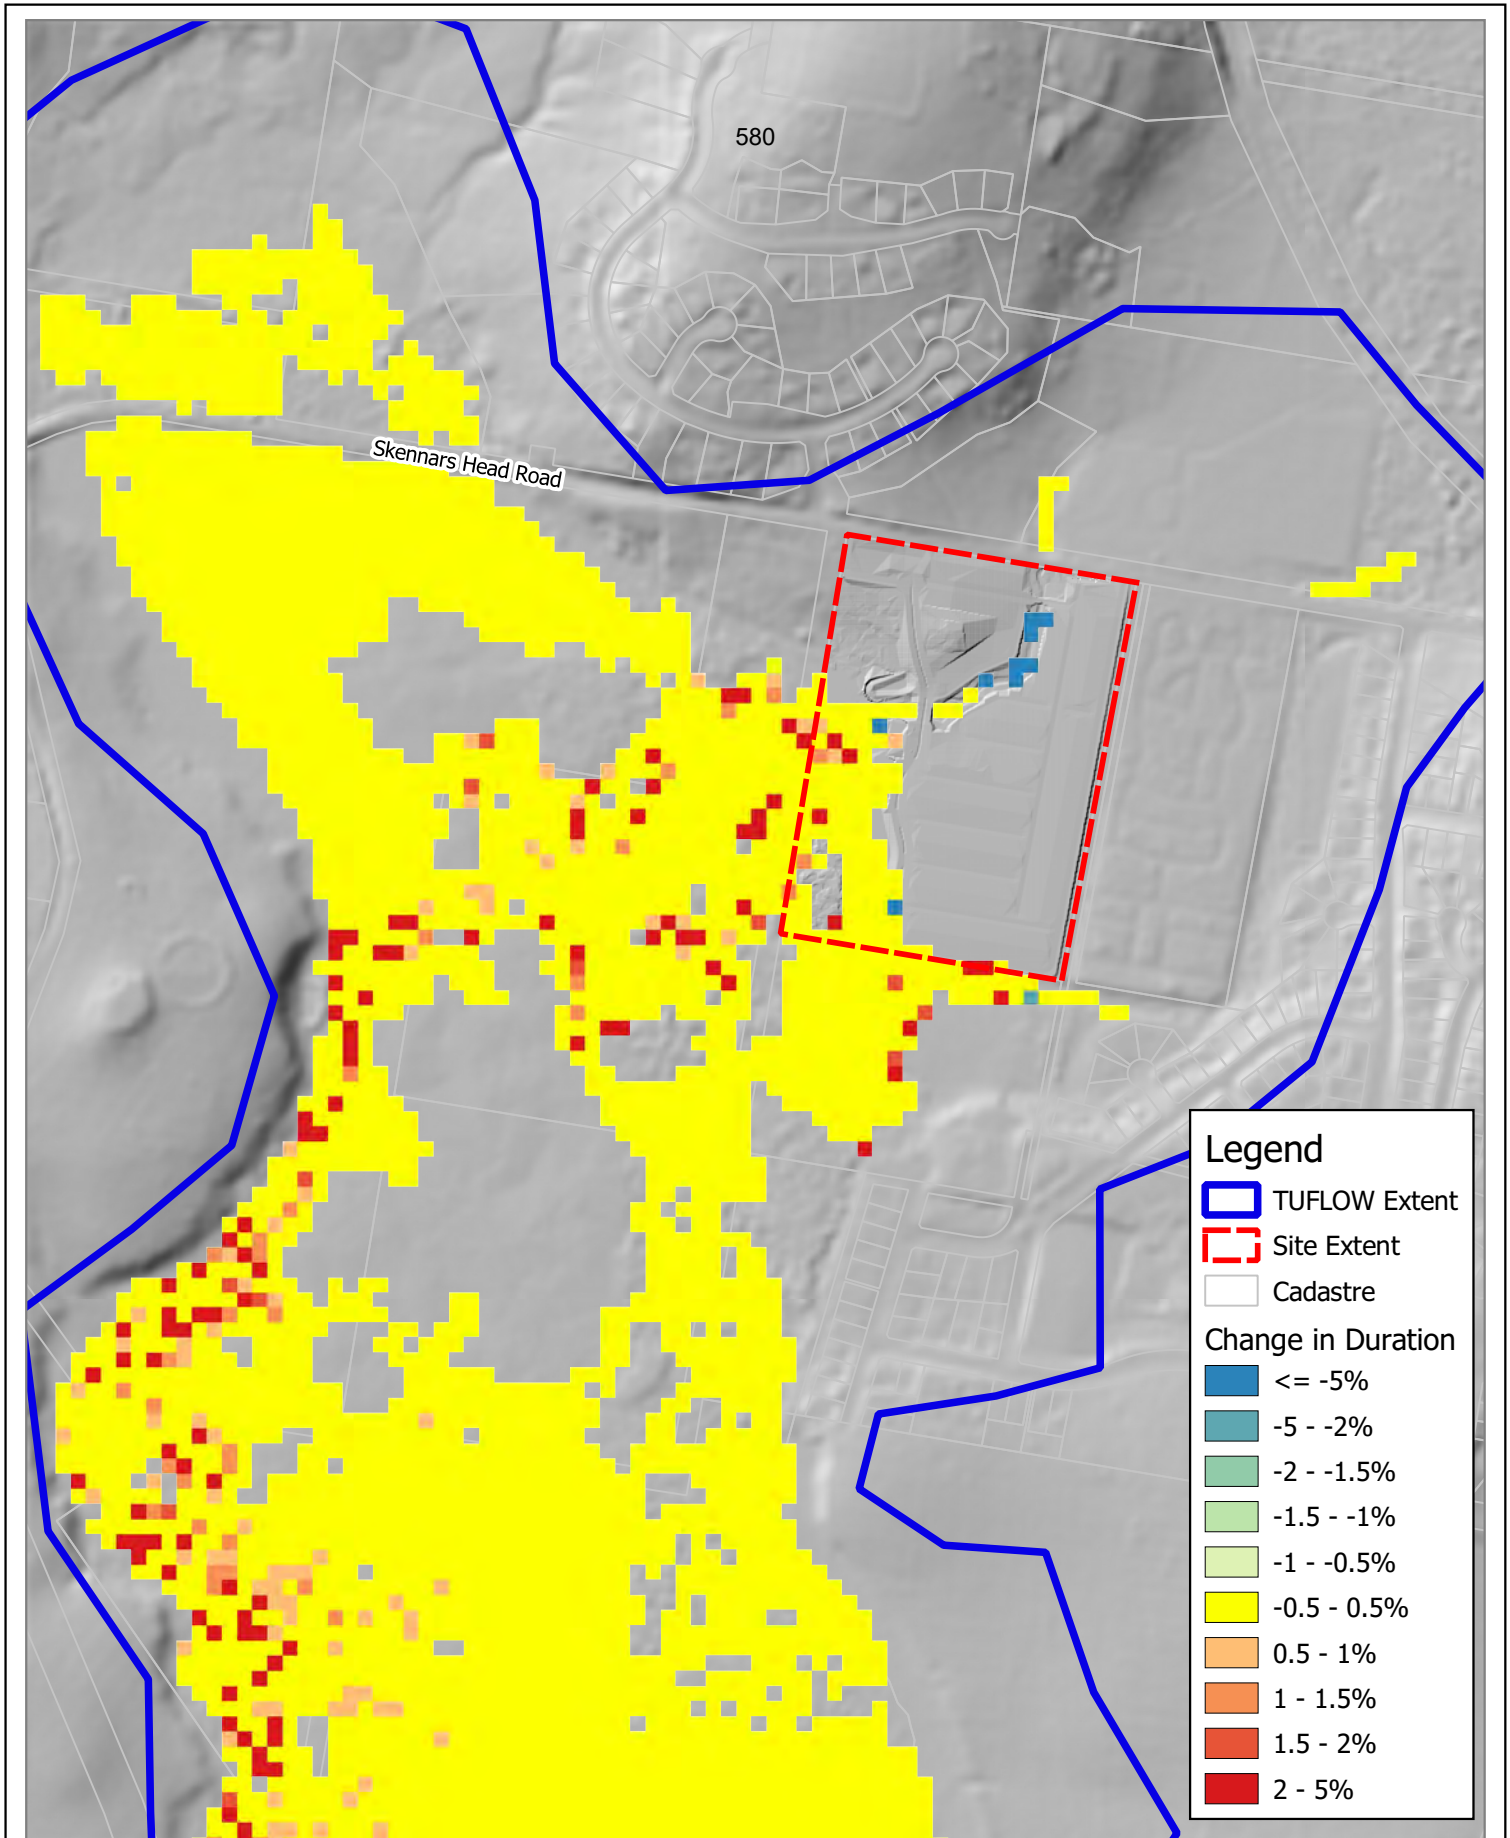 580
Skennars Head Road
Legend
TUFLOW Extent
Site Extent
Cadastre
Change in Duration
<= -5%
-5 - -2%
-2 - -1.5%
-1.5 - -1%
-1 - -0.5%
-0.5 - 0.5%
0.5 - 1%
1 - 1.5%
1.5 - 2%
2 - 5%